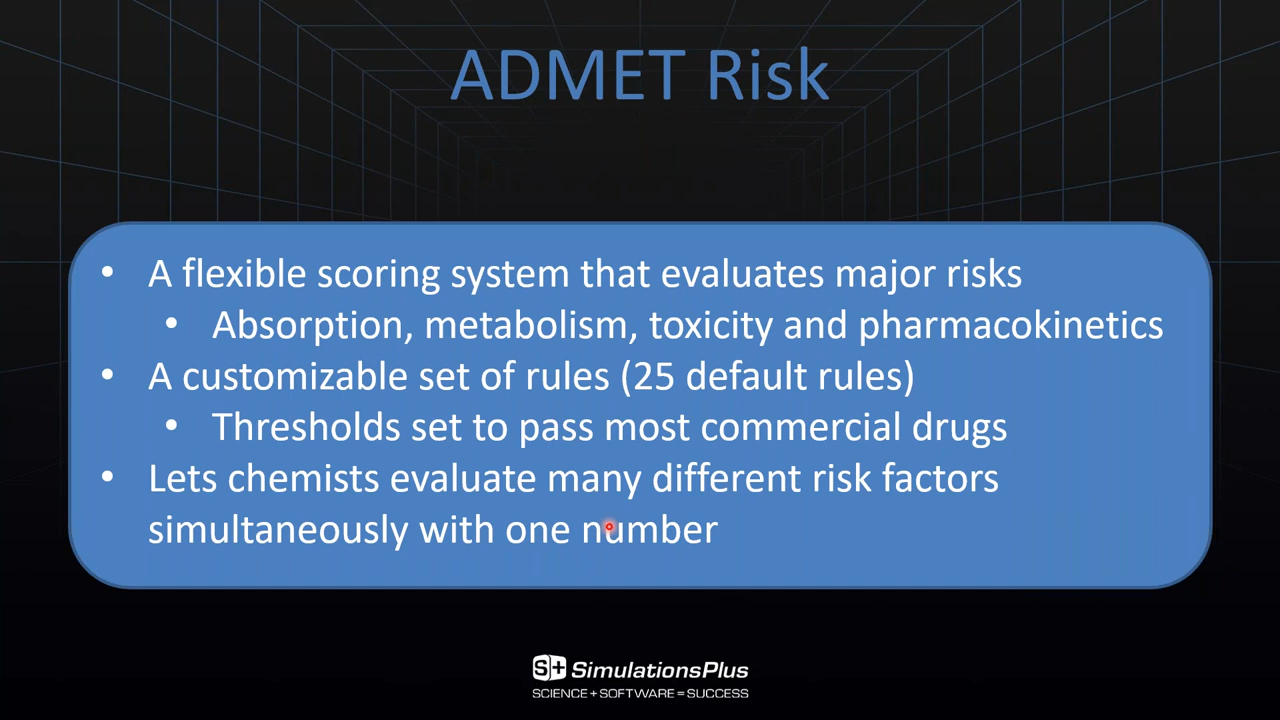 ADMET Risk
• A flexible scoring system that evaluates major risks
• Absorption, metabolism, toxicity and pharmacokinetics
• A customizable set of rules (25 default rules)
• Thresholds set to pass most commercial drugs
• Lets chemists evaluate many different risk factors
simultaneously with one number
S+ SimulationsPlus
SCIENCE + SOFTWARE = SUCCESS